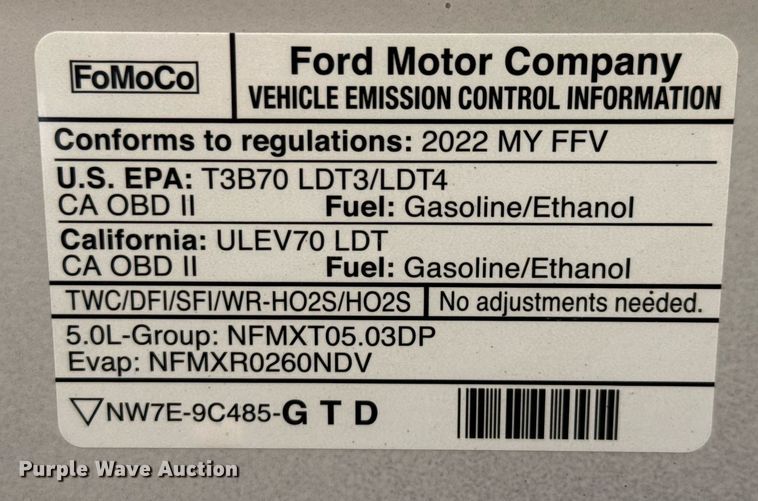 FoMoCo
Ford Motor Company
VEHICLE EMISSION CONTROL INFORMATION
Conforms to regulations: 2022 MY FFV
U.S. EPA: T3B70 LDT3/LDT4
CA OBD II Fuel: Gasoline/Ethanol
California: ULEV70 LDT
CA OBD II Fuel: Gasoline/Ethanol
TWC/DFI/SFI/WR-HO2S/HO2S No adjustments needed.
5.0L-Group: NFMXT05.03DP
Evap: NFMXR0260NDV
▽NW7E-9C485-G T D
Purple Wave Auction